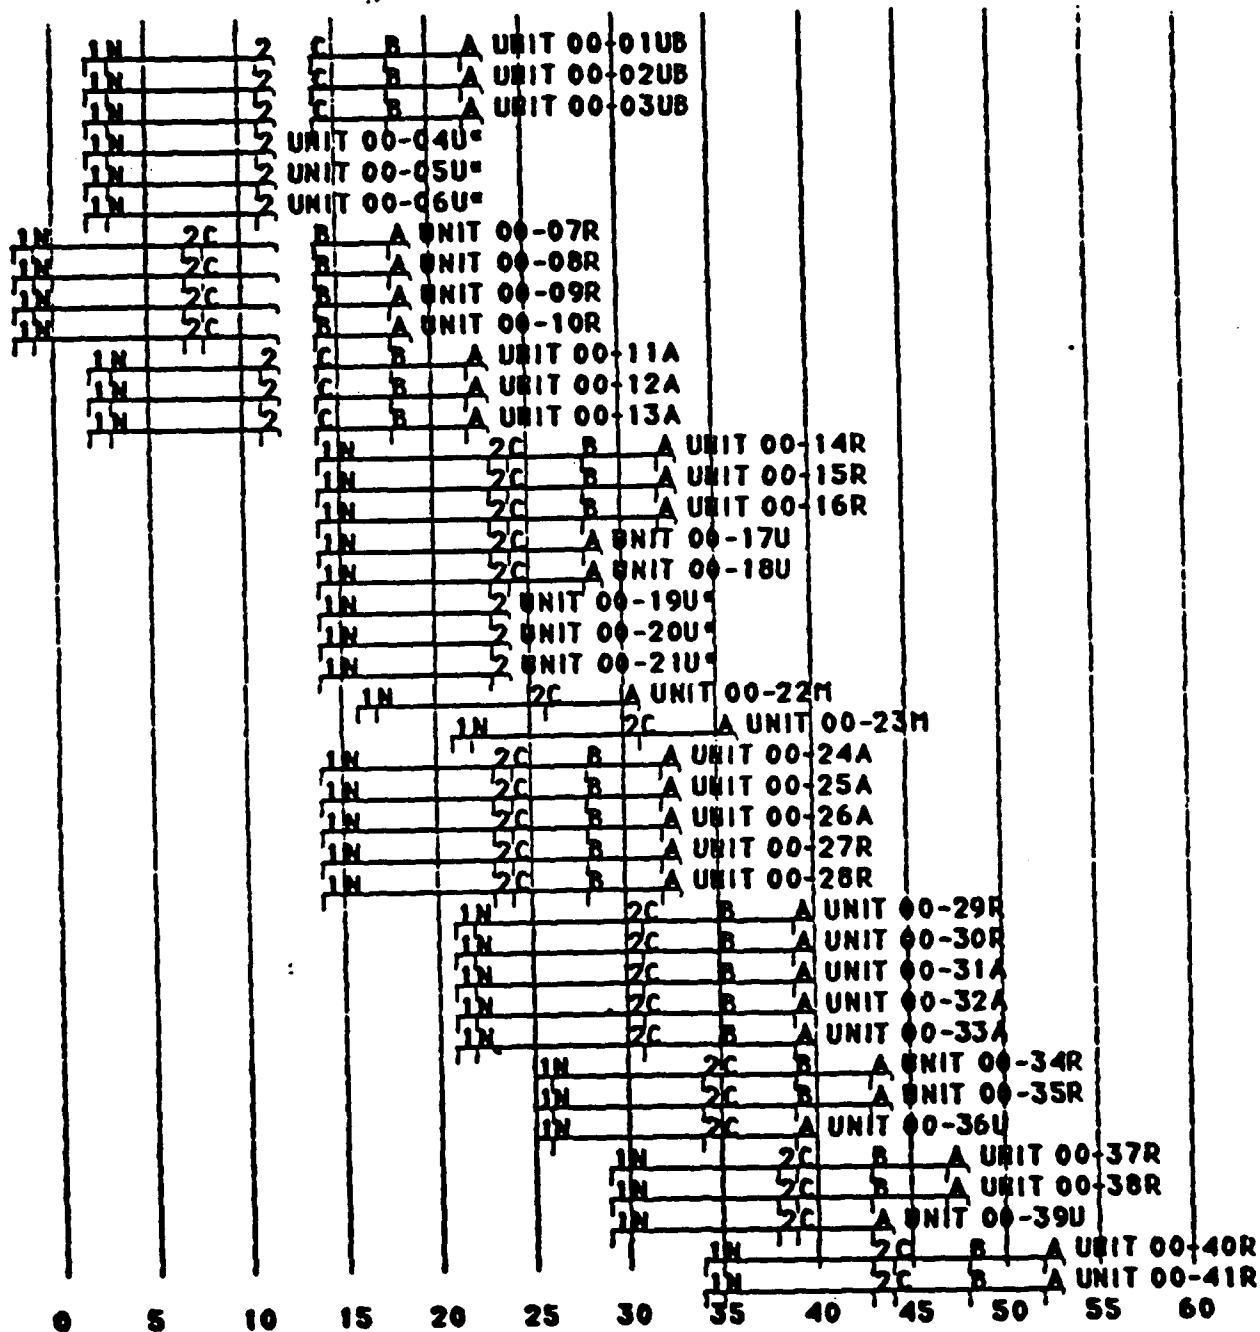 1N 2 C B A UNIT 00-01UB
1N 2 C B A UNIT 00-02UB
1N 2 C B A UNIT 00-03UB
1N 2 UNIT 00-04U*
1N 2 UNIT 00-05U*
1N 2 UNIT 00-06U*
1N 2C B A UNIT 00-07R
1N 2C B A UNIT 00-08R
1N 2C B A UNIT 00-09R
1N 2C B A UNIT 00-10R
1N 2 C B A UNIT 00-11A
1N 2 C B A UNIT 00-12A
1N 2 C B A UNIT 00-13A
1N 2C B A UNIT 00-14R
1N 2C B A UNIT 00-15R
1N 2C B A UNIT 00-16R
1N 2C A UNIT 00-17U
1N 2C A UNIT 00-18U
1N 2 UNIT 00-19U*
1N 2 UNIT 00-20U*
1N 2 UNIT 00-21U*
1N 2C A UNIT 00-22M
1N 2C A UNIT 00-23M
1N 2C B A UNIT 00-24A
1N 2C B A UNIT 00-25A
1N 2C B A UNIT 00-26A
1N 2C B A UNIT 00-27R
1N 2C B A UNIT 00-28R
1N 2C B A UNIT 00-29R
1N 2C B A UNIT 00-30R
1N 2C B A UNIT 00-31A
1N 2C B A UNIT 00-32A
1N 2C B A UNIT 00-33A
1N 2C B A UNIT 00-34R
1N 2C B A UNIT 00-35R
1N 2C A UNIT 00-36U
1N 2C B A UNIT 00-37R
1N 2C B A UNIT 00-38R
1N 2C A UNIT 00-39U
1N 2C B A UNIT 00-40R
1N 2C B A UNIT 00-41R
0 5 10 15 20 25 30 35 40 45 50 55 60